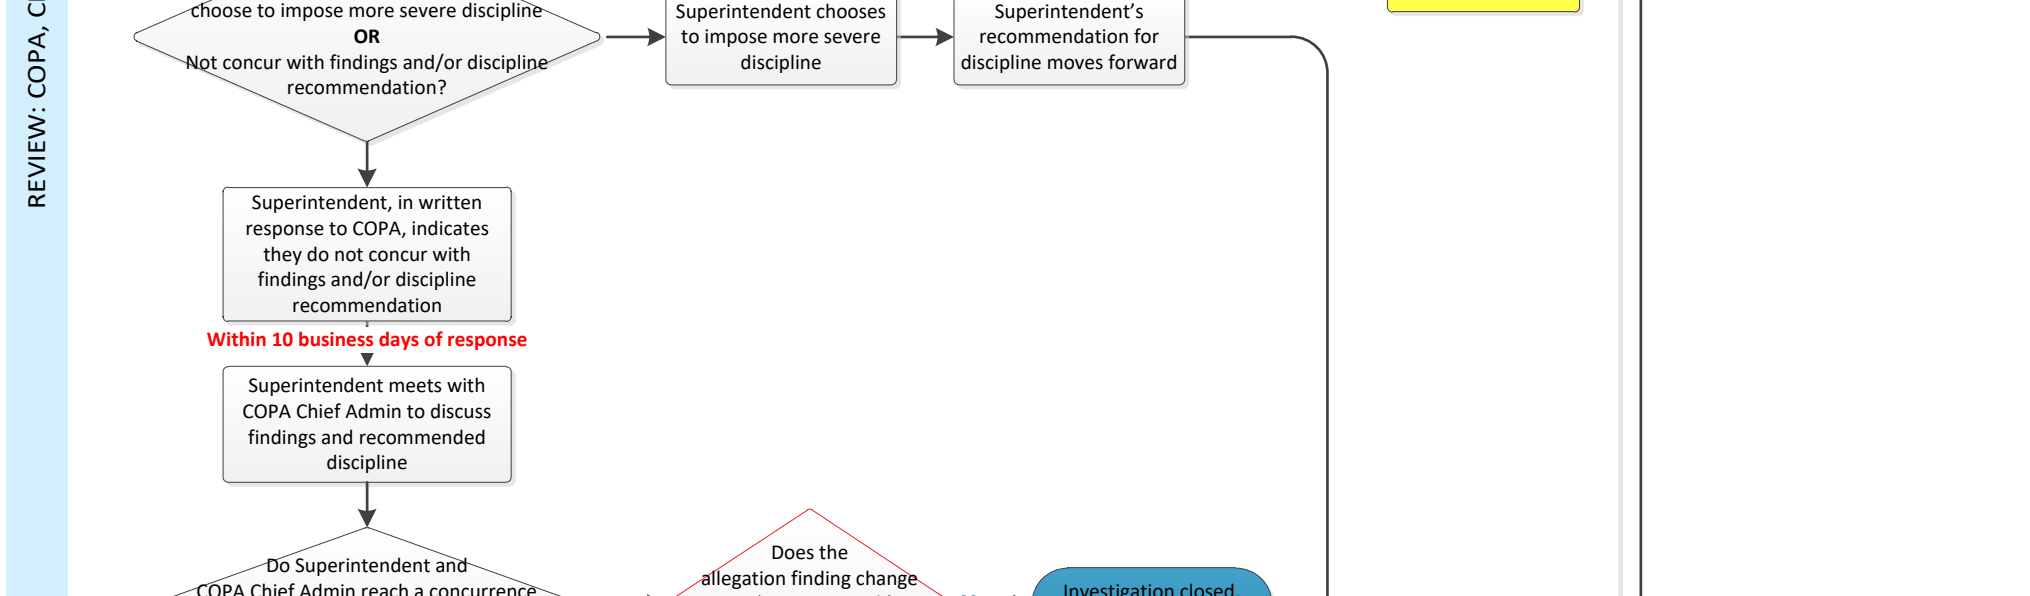 REVIEW: COPA,
choose to impose more severe discipline
OR
Not concur with findings and/or discipline
recommendation?
Superintendent chooses
to impose more severe
discipline
Superintendent’s
recommendation for
discipline moves forward
Superintendent, in written
response to COPA, indicates
they do not concur with
findings and/or discipline
recommendation
Within 10 business days of response
Superintendent meets with
COPA Chief Admin to discuss
findings and recommended
discipline
Do Superintendent and
COPA Chief Admin reach a concurrence
Does the
allegation finding change
Investigation closed.